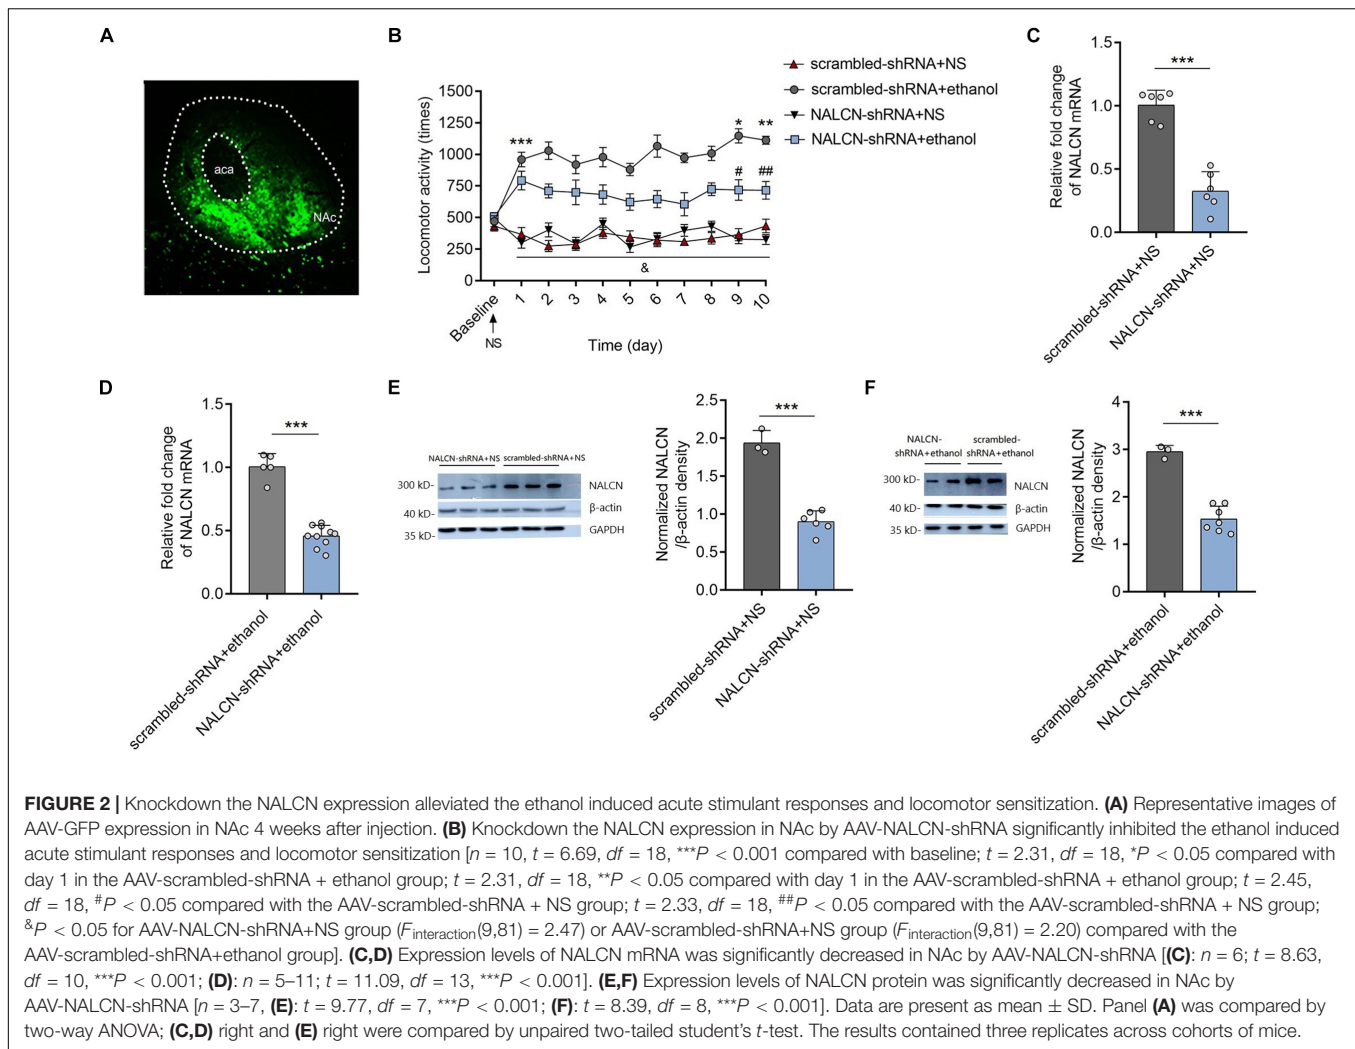 A
aca
NAc
B
scrambled-shRNA+NS
scrambled-shRNA+ethanol
NALCN-shRNA+NS
NALCN-shRNA+ethanol
Locomotor activity (times)
1500
1250
1000
750
500
250
0
***
*
**
#
##
&
Baseline
1
2
3
4
5
6
7
8
9
10
NS
Time (day)
C
Relative fold change
of NALCN mRNA
1.5
1.0
0.5
0.0
***
scrambled-shRNA+NS
NALCN-shRNA+NS
D
Relative fold change
of NALCN mRNA
1.5
1.0
0.5
0.0
***
scrambled-shRNA+ethanol
NALCN-shRNA+ethanol
E
NALCN-shRNA+NS scrambled-shRNA+NS
300 kD- NALCN
40 kD- β-actin
35 kD- GAPDH
Normalized NALCN
/β-actin density
2.5
2.0
1.5
1.0
0.5
0.0
***
scrambled-shRNA+NS
NALCN-shRNA+NS
F
NALCN- scrambled-
shRNA+ethanol shRNA+ethanol
300 kD- NALCN
40 kD- β-actin
35 kD- GAPDH
Normalized NALCN
/β-actin density
4
3
2
1
0
***
scrambled-shRNA+ethanol
NALCN-shRNA+ethanol
FIGURE 2 | Knockdown the NALCN expression alleviated the ethanol induced acute stimulant responses and locomotor sensitization. (A) Representative images of
AAV-GFP expression in NAc 4 weeks after injection. (B) Knockdown the NALCN expression in NAc by AAV-NALCN-shRNA significantly inhibited the ethanol induced
acute stimulant responses and locomotor sensitization [n = 10, t = 6.69, df = 18, ***P < 0.001 compared with baseline; t = 2.31, df = 18, *P < 0.05 compared with
day 1 in the AAV-scrambled-shRNA + ethanol group; t = 2.31, df = 18, **P < 0.05 compared with day 1 in the AAV-scrambled-shRNA + ethanol group; t = 2.45,
df = 18, #P < 0.05 compared with the AAV-scrambled-shRNA + NS group; t = 2.33, df = 18, ##P < 0.05 compared with the AAV-scrambled-shRNA + NS group;
&P < 0.05 for AAV-NALCN-shRNA+NS group (Finteraction(9,81) = 2.47) or AAV-scrambled-shRNA+NS group (Finteraction(9,81) = 2.20) compared with the
AAV-scrambled-shRNA+ethanol group]. (C,D) Expression levels of NALCN mRNA was significantly decreased in NAc by AAV-NALCN-shRNA [(C): n = 6; t = 8.63,
df = 10, ***P < 0.001; (D): n = 5–11; t = 11.09, df = 13, ***P < 0.001]. (E,F) Expression levels of NALCN protein was significantly decreased in NAc by
AAV-NALCN-shRNA [n = 3–7, (E): t = 9.77, df = 7, ***P < 0.001; (F): t = 8.39, df = 8, ***P < 0.001]. Data are present as mean ± SD. Panel (A) was compared by
two-way ANOVA; (C,D) right and (E) right were compared by unpaired two-tailed student's t-test. The results contained three replicates across cohorts of mice.